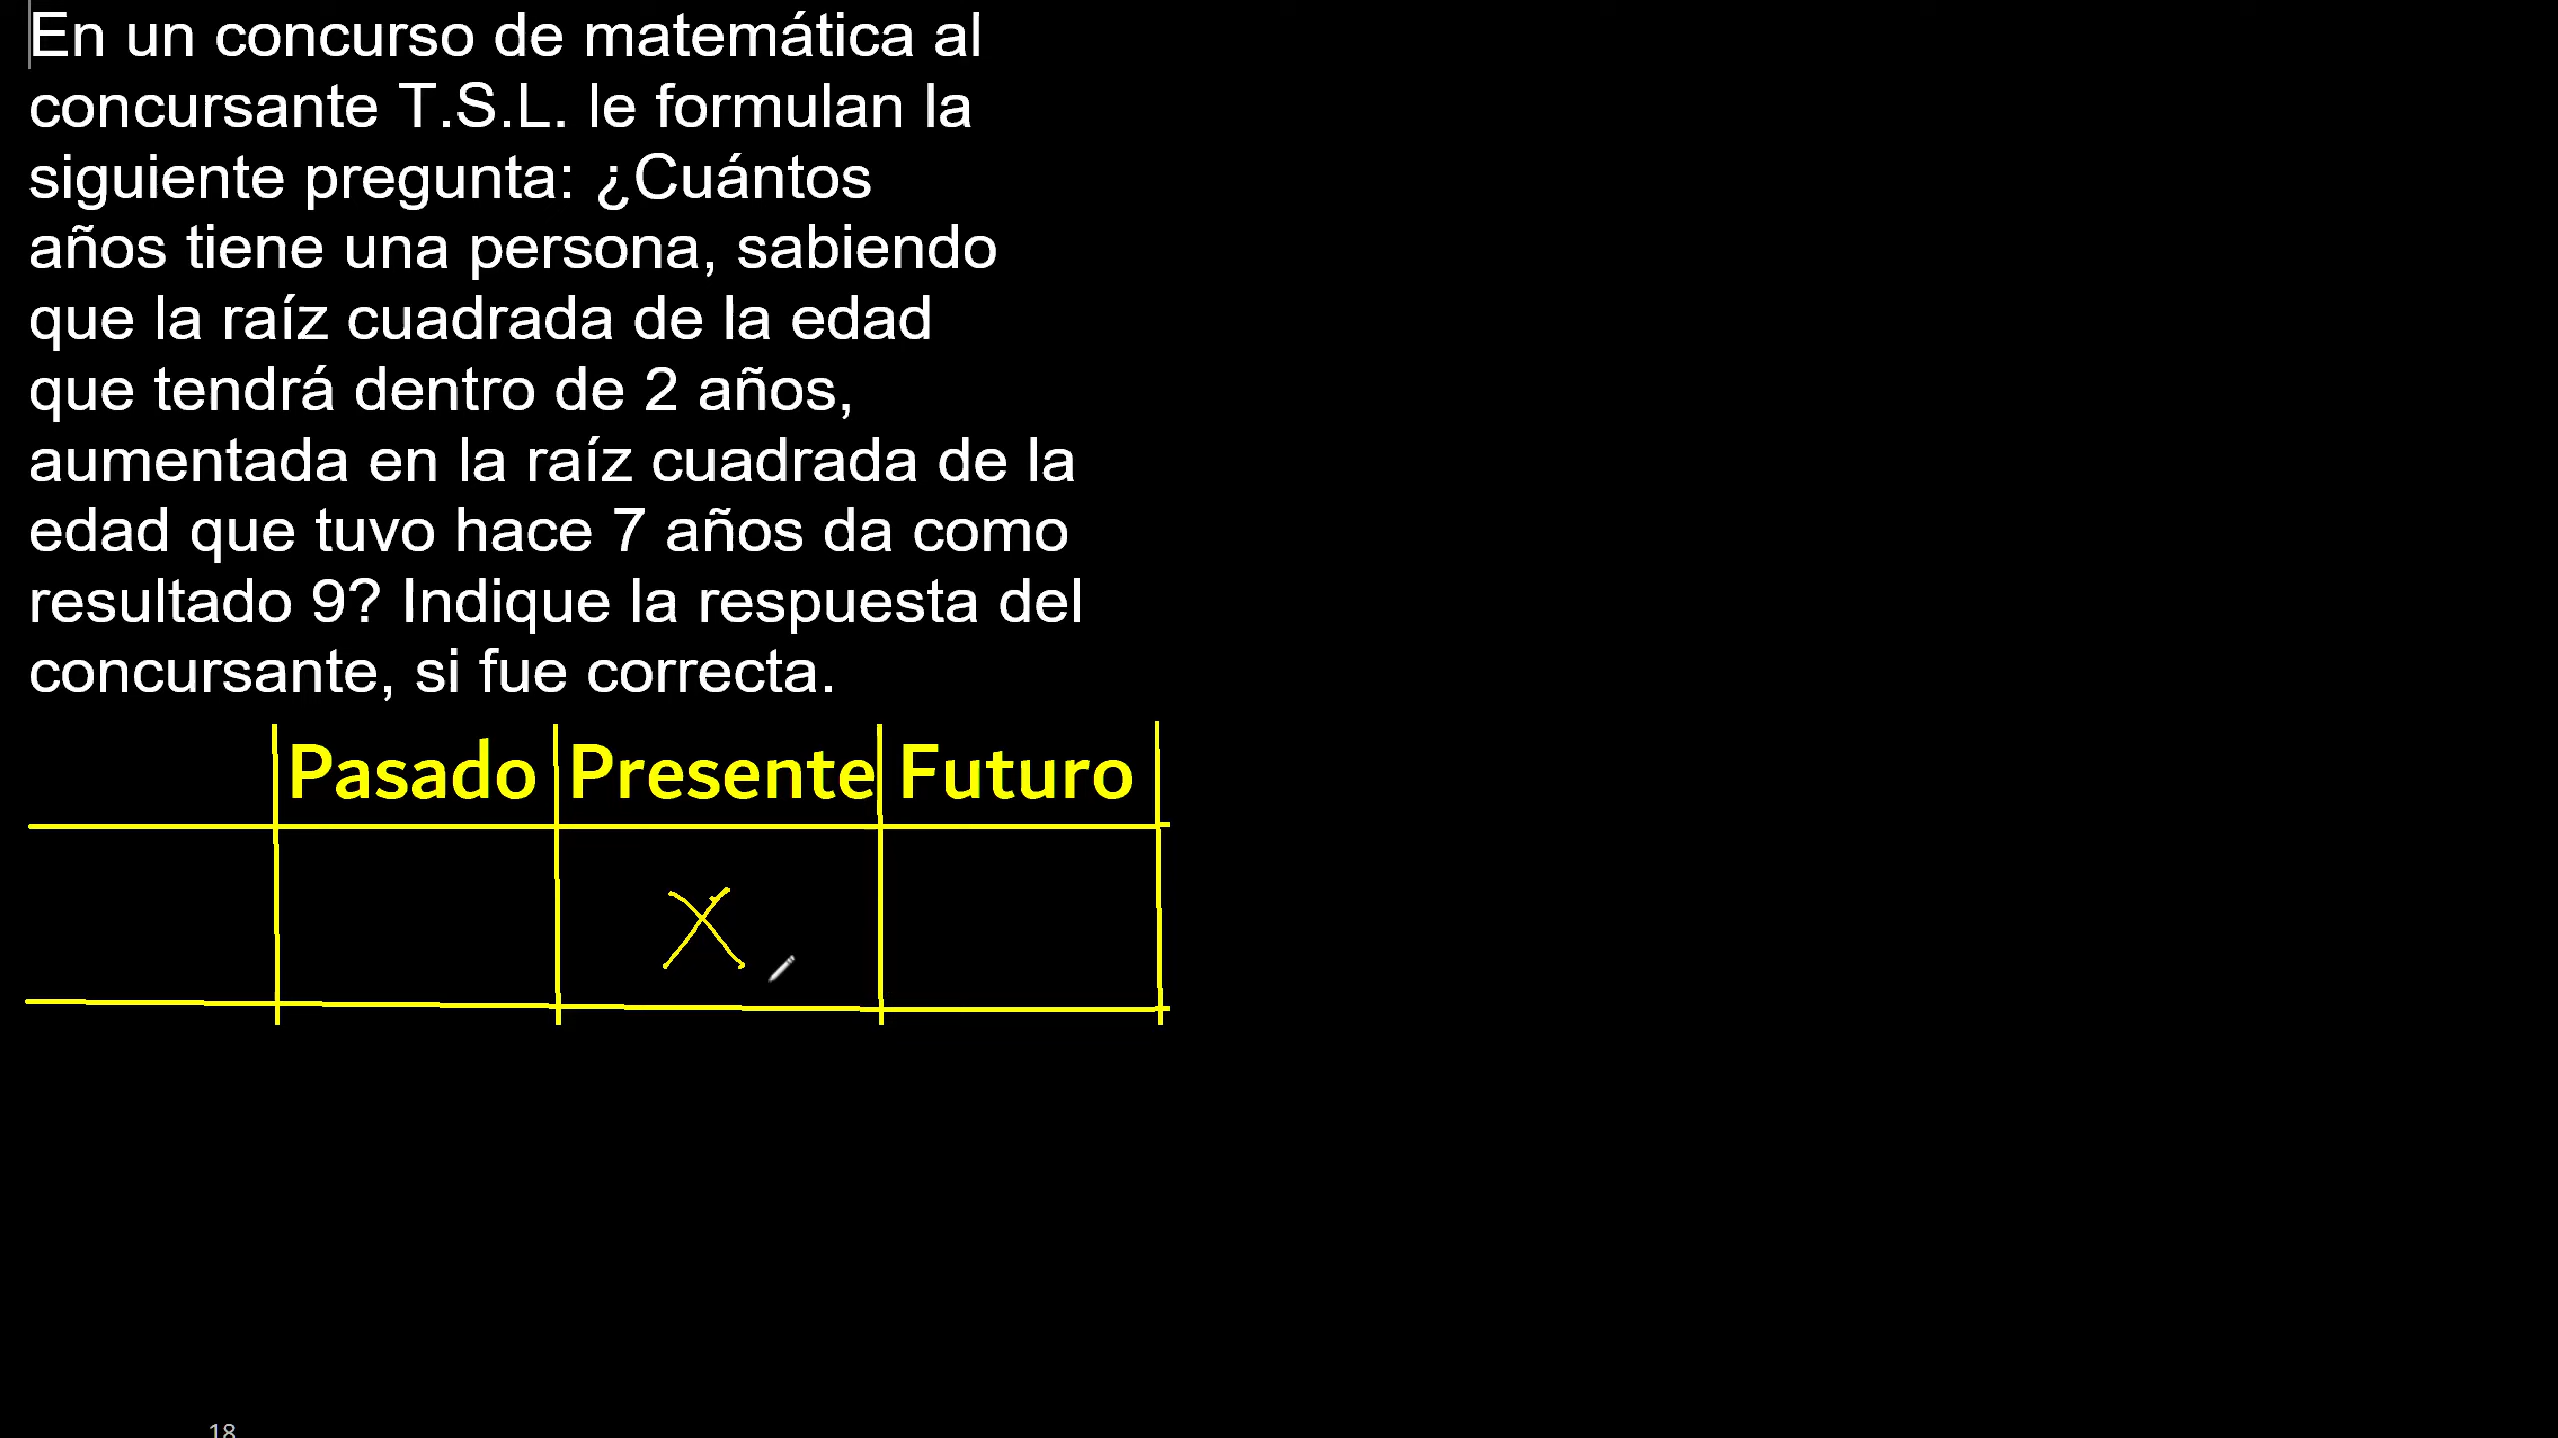 En un concurso de matemática al
concursante T.S.L. le formulan la
siguiente pregunta: ¿Cuántos
años tiene una persona, sabiendo
que la raíz cuadrada de la edad
que tendrá dentro de 2 años,
aumentada en la raíz cuadrada de la
edad que tuvo hace 7 años da como
resultado 9? Indique la respuesta del
concursante, si fue correcta.
Pasado Presente Futuro
X
18